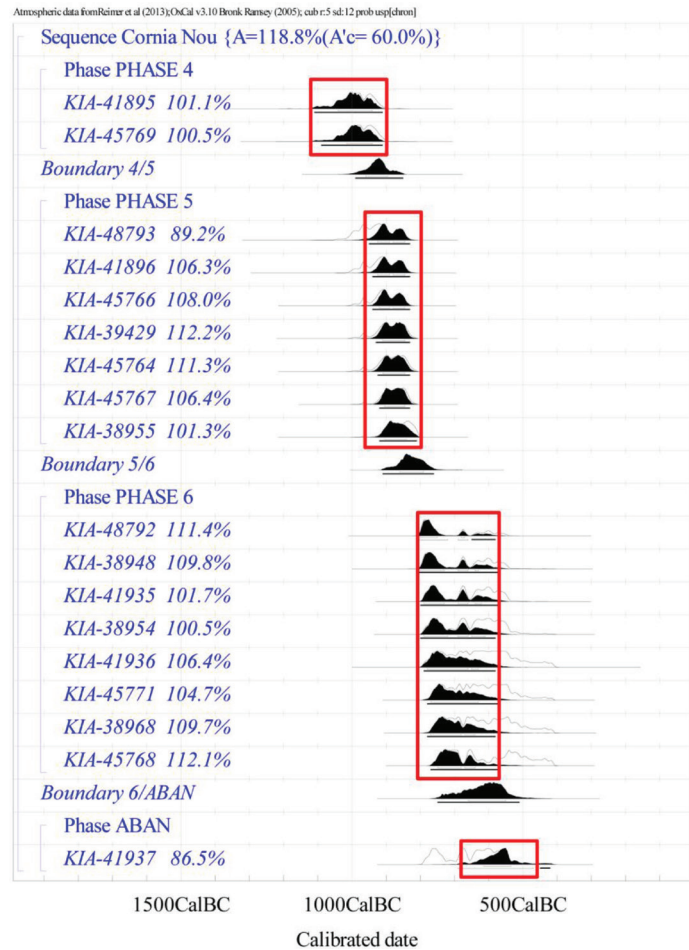 Atmospheric data from Reimer et al (2013);OxCal v3.10 Bronk Ramsey (2005); cub r:5 sd:12 prob usp[chron]
Sequence Cornia Nou {A=118.8%(A'c= 60.0%)}
Phase PHASE 4
KIA-41895 101.1%
KIA-45769 100.5%
Boundary 4/5
Phase PHASE 5
KIA-48793 89.2%
KIA-41896 106.3%
KIA-45766 108.0%
KIA-39429 112.2%
KIA-45764 111.3%
KIA-45767 106.4%
KIA-38955 101.3%
Boundary 5/6
Phase PHASE 6
KIA-48792 111.4%
KIA-38948 109.8%
KIA-41935 101.7%
KIA-38954 100.5%
KIA-41936 106.4%
KIA-45771 104.7%
KIA-38968 109.7%
KIA-45768 112.1%
Boundary 6/ABAN
Phase ABAN
KIA-41937 86.5%
1500CalBC 1000CalBC 500CalBC
Calibrated date